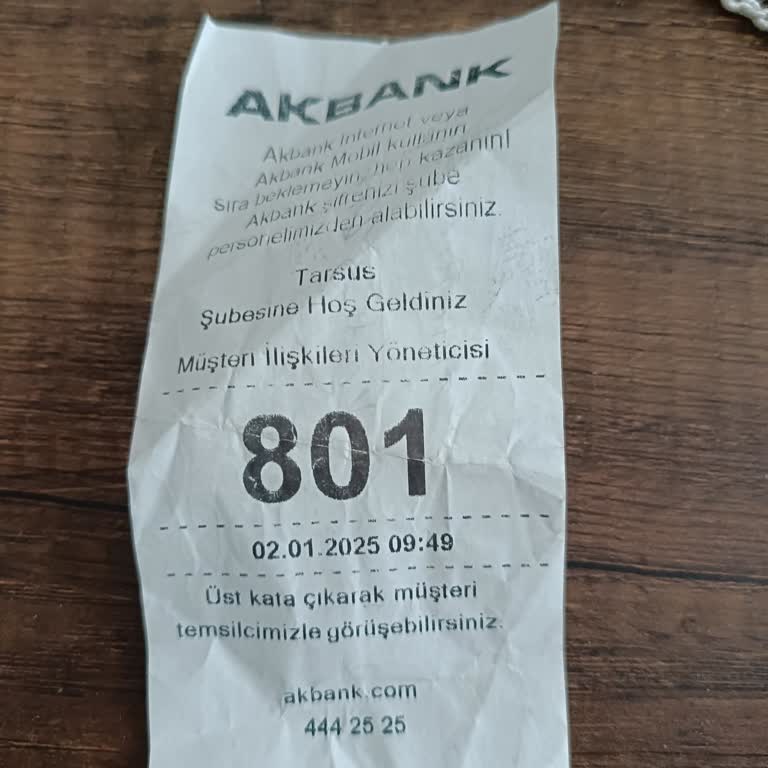 AKBANK
Akbank İnternet veya
Akbank Mobil kullanın
Sıra beklemeyin, hep kazanın!
Akbank şifrenizi şube
personelimizden alabilirsiniz.
Tarsus
Şubesine Hoş Geldiniz
Müşteri İlişkileri Yöneticisi
801
02.01.2025 09:49
Üst kata çıkarak müşteri
temsilcimizle görüşebilirsiniz.
akbank.com
444 25 25